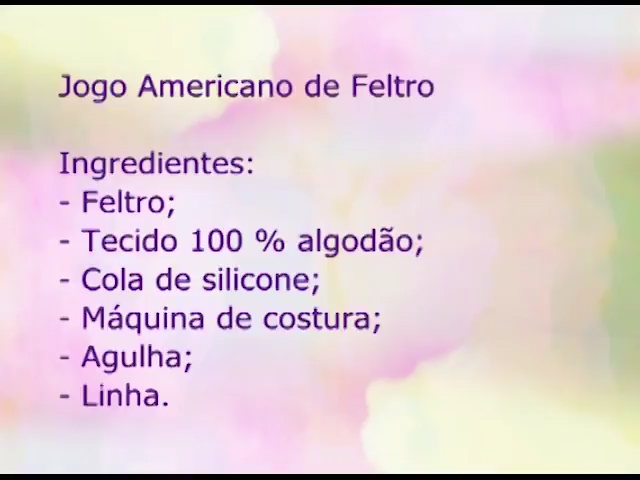 Jogo Americano de Feltro
Ingredientes:
- Feltro;
- Tecido 100 % algodão;
- Cola de silicone;
- Máquina de costura;
- Agulha;
- Linha.